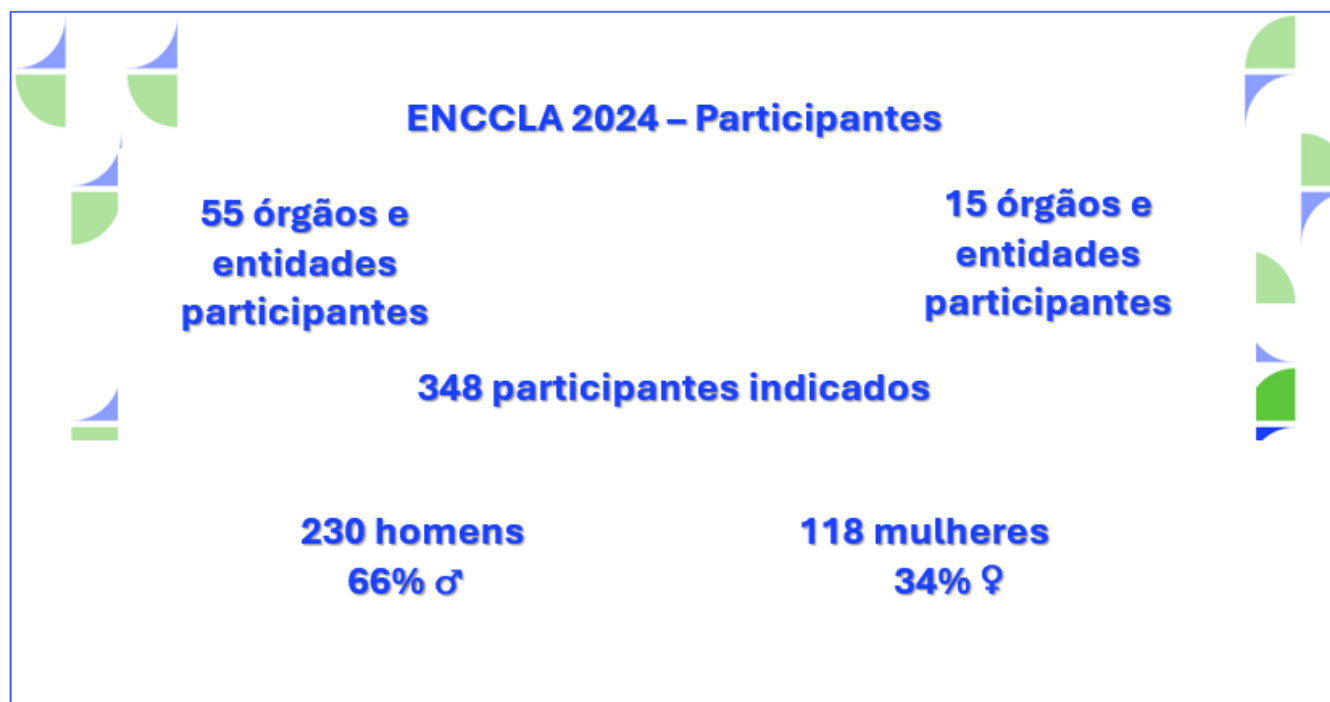 ENCCLA 2024 – Participantes
55 órgãos e
entidades
participantes
15 órgãos e
entidades
participantes
348 participantes indicados
230 homens
66% ♂
118 mulheres
34% ♀